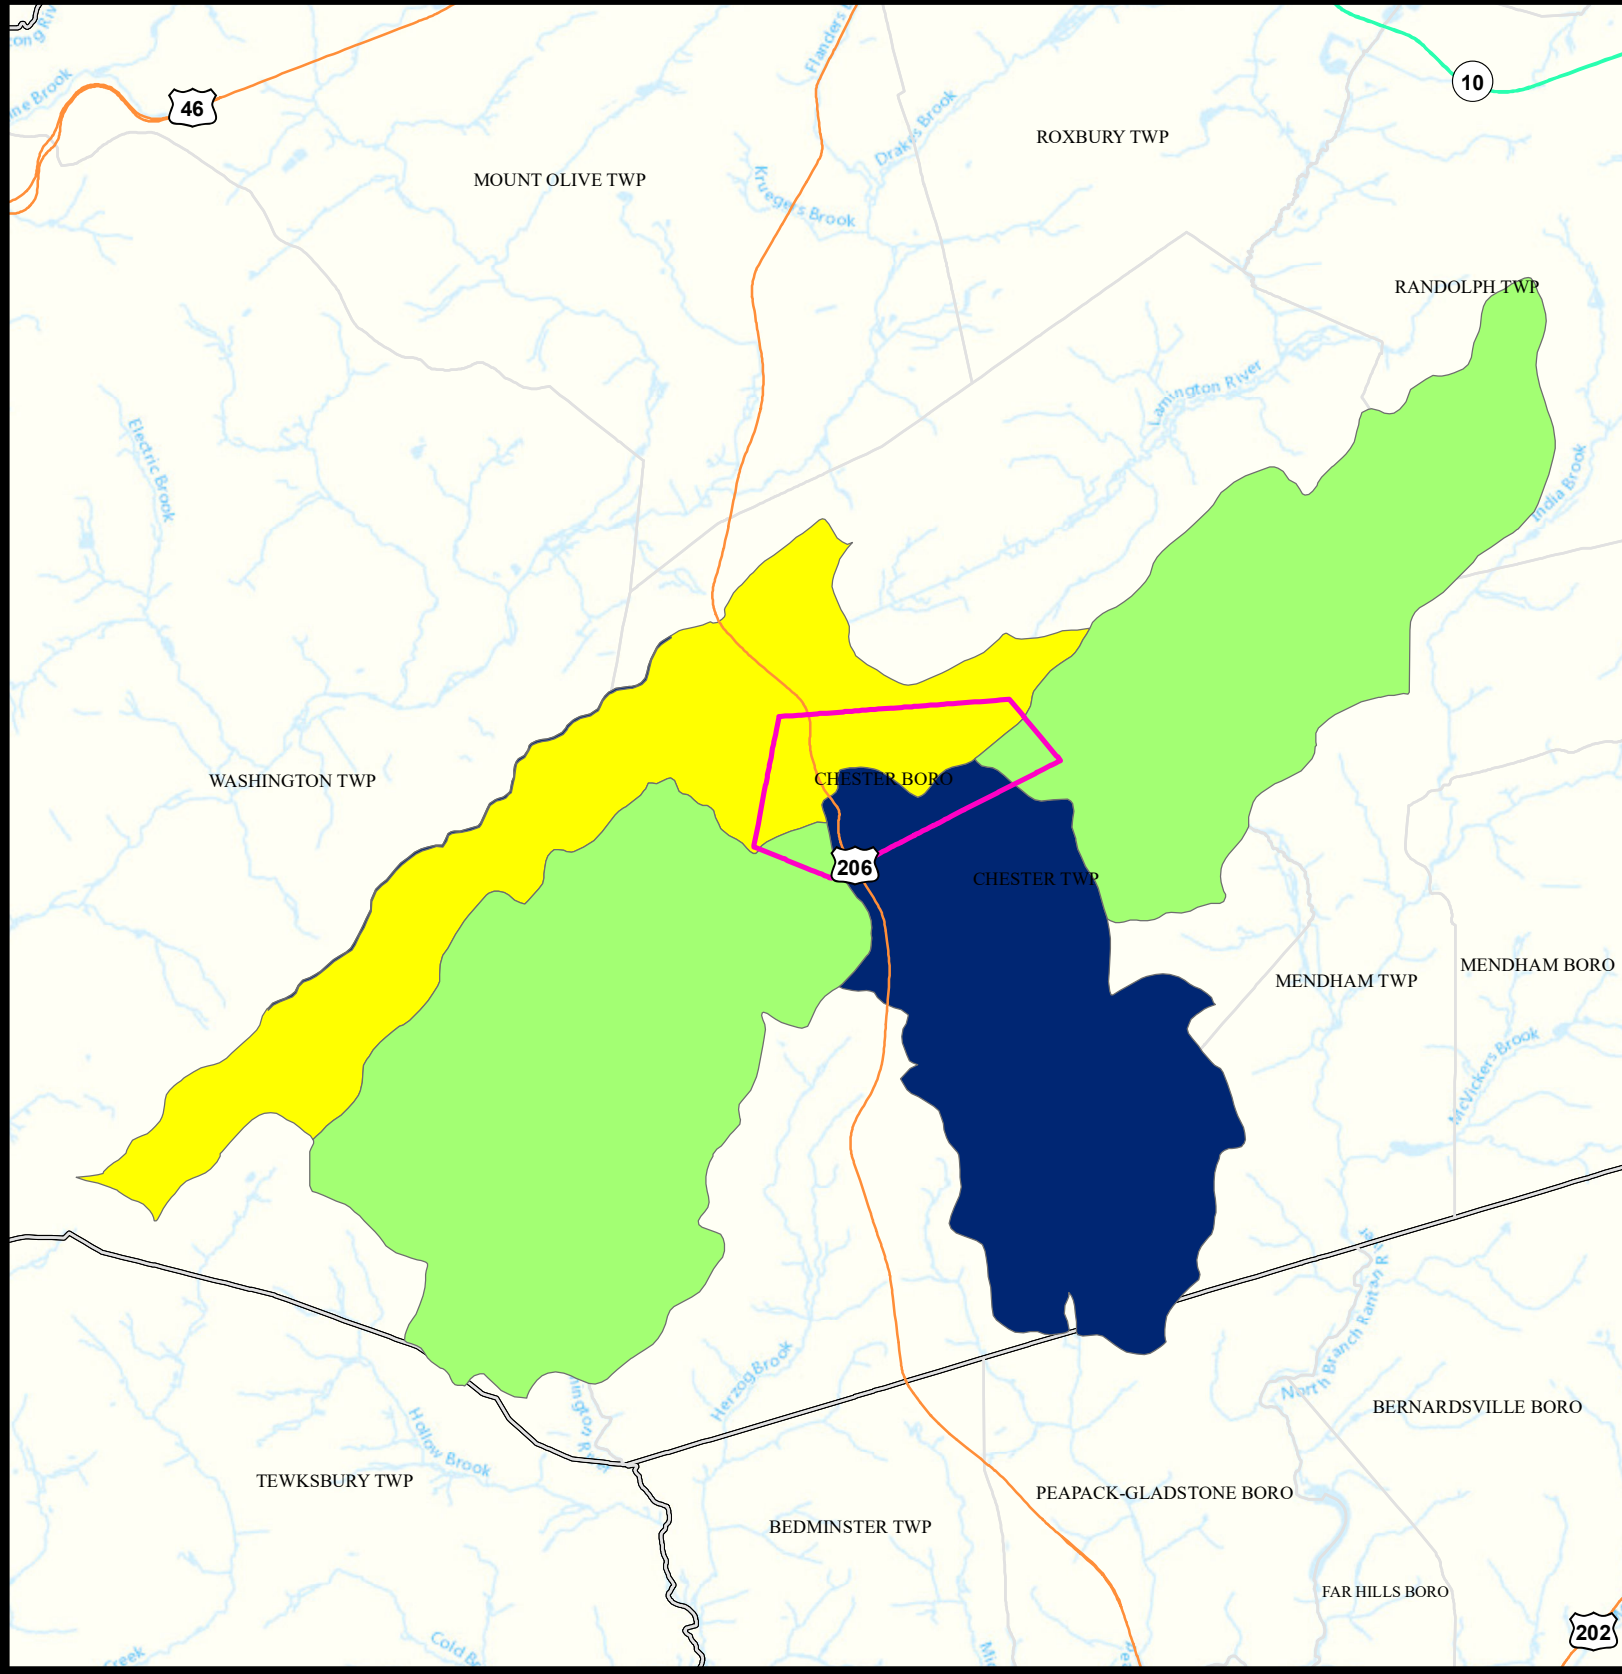 46
10
ROXBURY TWP
MOUNT OLIVE TWP
Drakes Brook
Kruegers Brook
RANDOLPH TWP
Lamington River
Electric Brook
India Brook
WASHINGTON TWP
CHESTER BORO
206
CHESTER TWP
MENDHAM BORO
MENDHAM TWP
McVickers Brook
North Branch Raritan River
Herzog Brook
BERNARDSVILLE BORO
Hollow Brook
TEWKSBURY TWP
PEAPACK-GLADSTONE BORO
BEDMINSTER TWP
FAR HILLS BORO
202
Creek